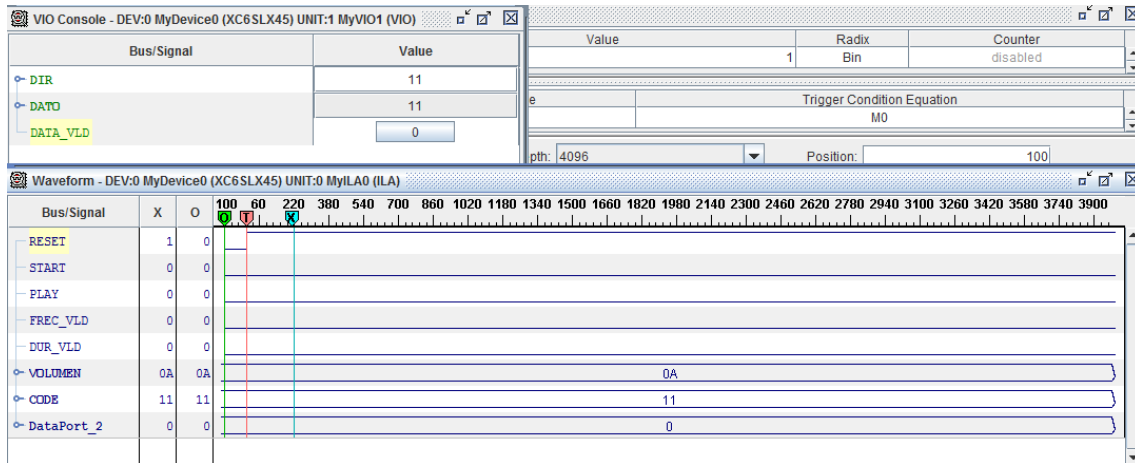 VIO Console - DEV:0 MyDevice0 (XC6SLX45) UNIT:1 MyVIO1 (VIO)
Bus/Signal Value
DIR 11
DATO 11
DATA_VLD 0
Value Radix Counter
1 Bin disabled
e Trigger Condition Equation
M0
pth: 4096 Position: 100
Waveform - DEV:0 MyDevice0 (XC6SLX45) UNIT:0 MyILA0 (ILA)
Bus/Signal X O 100 60 220 380 540 700 860 1020 1180 1340 1500 1660 1820 1980 2140 2300 2460 2620 2780 2940 3100 3260 3420 3580 3740 3900
O T X
RESET 1 0
START 0 0
PLAY 0 0
FREC_VLD 0 0
DUR_VLD 0 0
VOLUMEN 0A 0A 0A
CODE 11 11 11
DataPort_2 0 0 0